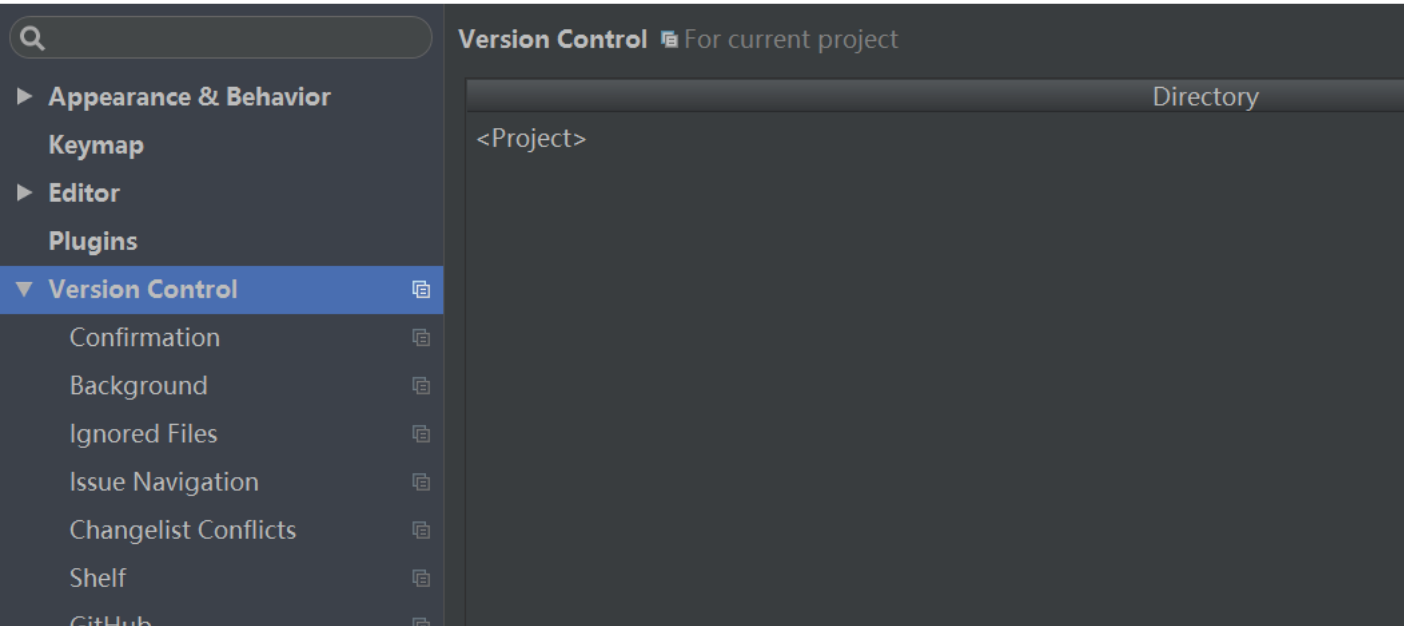 Version Control For current project
Appearance & Behavior
Keymap
Editor
Plugins
Version Control
Confirmation
Background
Ignored Files
Issue Navigation
Changelist Conflicts
Shelf
GitHub
Directory
<Project>